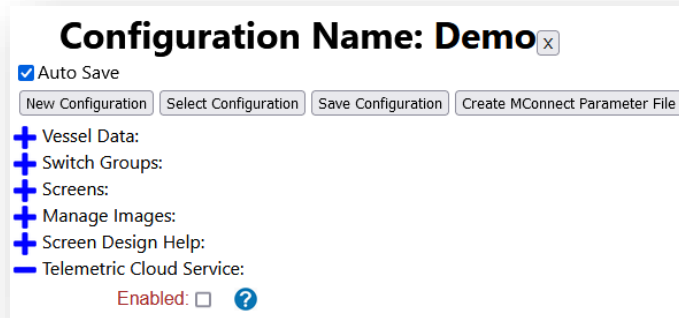 Configuration Name: Demo x
Auto Save
New Configuration Select Configuration Save Configuration Create MConnect Parameter File
Vessel Data:
Switch Groups:
Screens:
Manage Images:
Screen Design Help:
Telemetric Cloud Service:
Enabled: ?